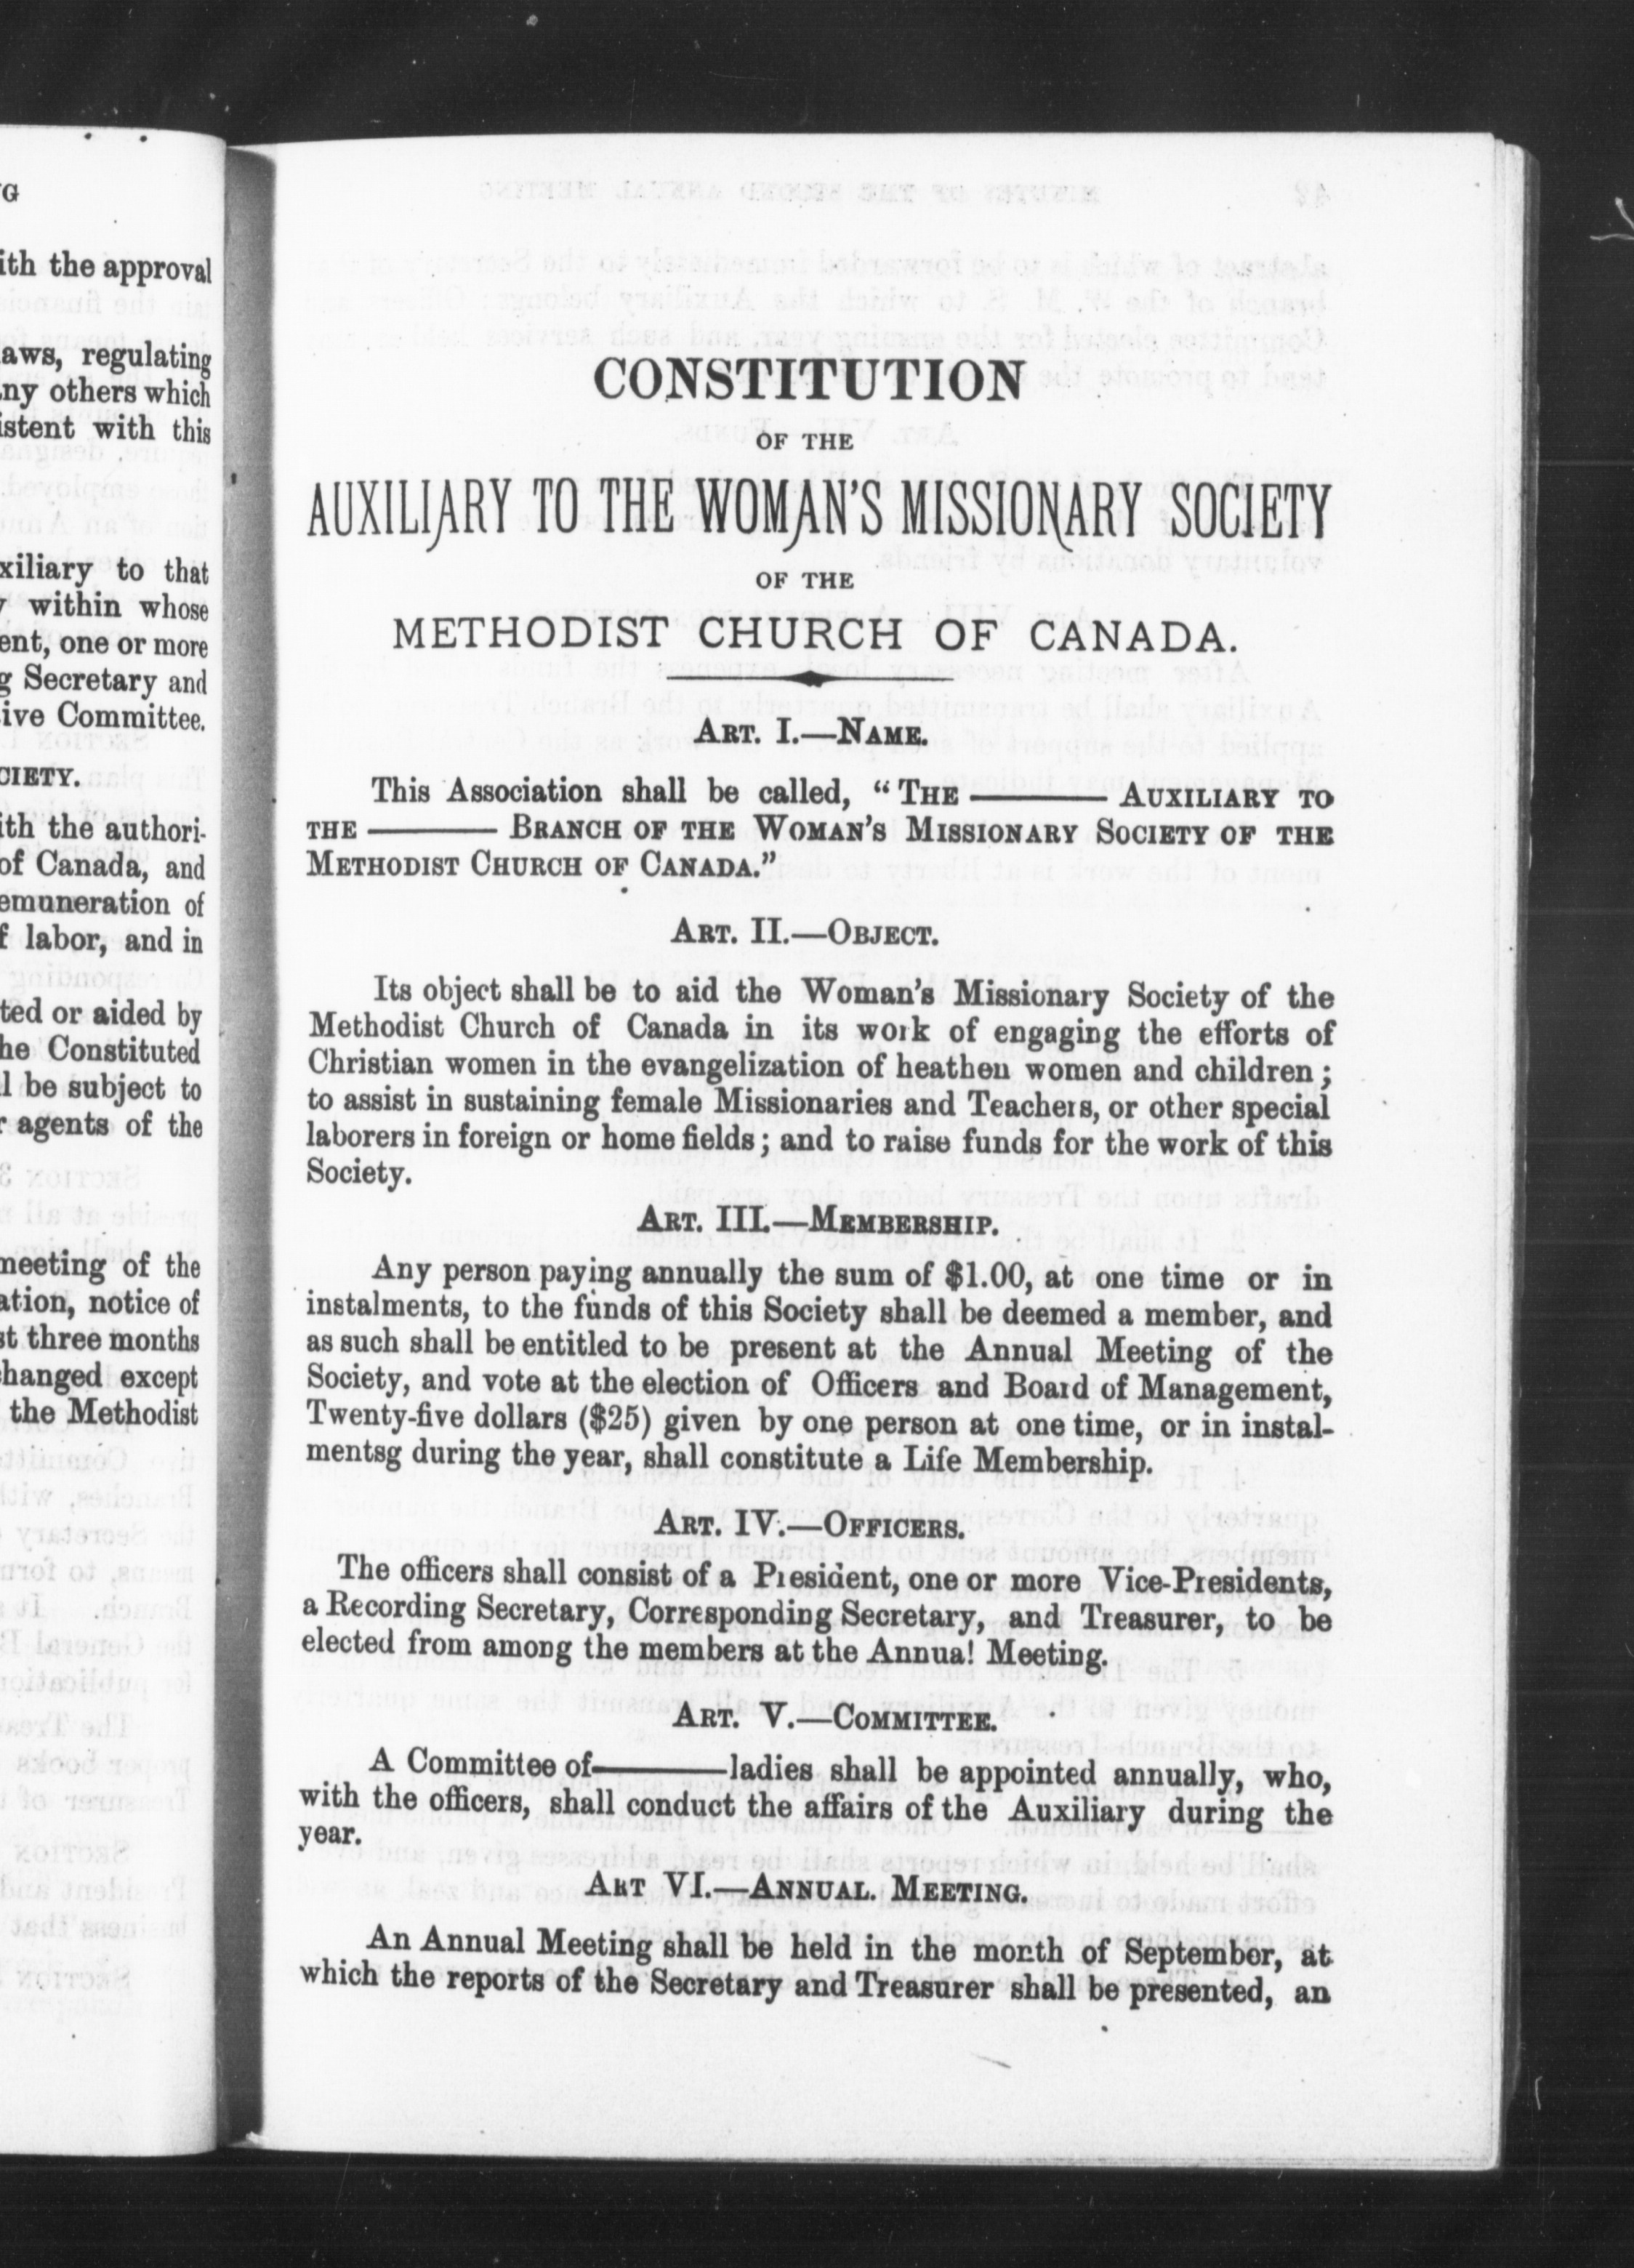 G
ith the approval
aws, regulating
ny others which
istent with this
xiliary to that
within whose
ent, one or more
g Secretary and
ive Committee.
CIETY.
ith the authori-
of Canada, and
emuneration of
f labor, and in
ted or aided by
he Constituted
l be subject to
r agents of the
meeting of the
ation, notice of
st three months
hanged except
the Methodist
CONSTITUTION
OF THE
AUXILIARY TO THE WOMAN'S MISSIONARY SOCIETY
OF THE
METHODIST CHURCH OF CANADA.
ART. I.—NAME.
This Association shall be called, "THE ——— AUXILIARY TO
THE ——— BRANCH OF THE WOMAN'S MISSIONARY SOCIETY OF THE
METHODIST CHURCH OF CANADA."
ART. II.—OBJECT.
Its object shall be to aid the Woman's Missionary Society of the
Methodist Church of Canada in its work of engaging the efforts of
Christian women in the evangelization of heathen women and children;
to assist in sustaining female Missionaries and Teachers, or other special
laborers in foreign or home fields; and to raise funds for the work of this
Society.
ART. III.—MEMBERSHIP.
Any person paying annually the sum of $1.00, at one time or in
instalments, to the funds of this Society shall be deemed a member, and
as such shall be entitled to be present at the Annual Meeting of the
Society, and vote at the election of Officers and Board of Management,
Twenty-five dollars ($25) given by one person at one time, or in instal-
mentsg during the year, shall constitute a Life Membership.
ART. IV.—OFFICERS.
The officers shall consist of a President, one or more Vice-Presidents,
a Recording Secretary, Corresponding Secretary, and Treasurer, to be
elected from among the members at the Annua! Meeting.
ART. V.—COMMITTEE.
A Committee of———ladies shall be appointed annually, who,
with the officers, shall conduct the affairs of the Auxiliary during the
year.
ART VI.—ANNUAL. MEETING.
An Annual Meeting shall be held in the month of September, at
which the reports of the Secretary and Treasurer shall be presented, an